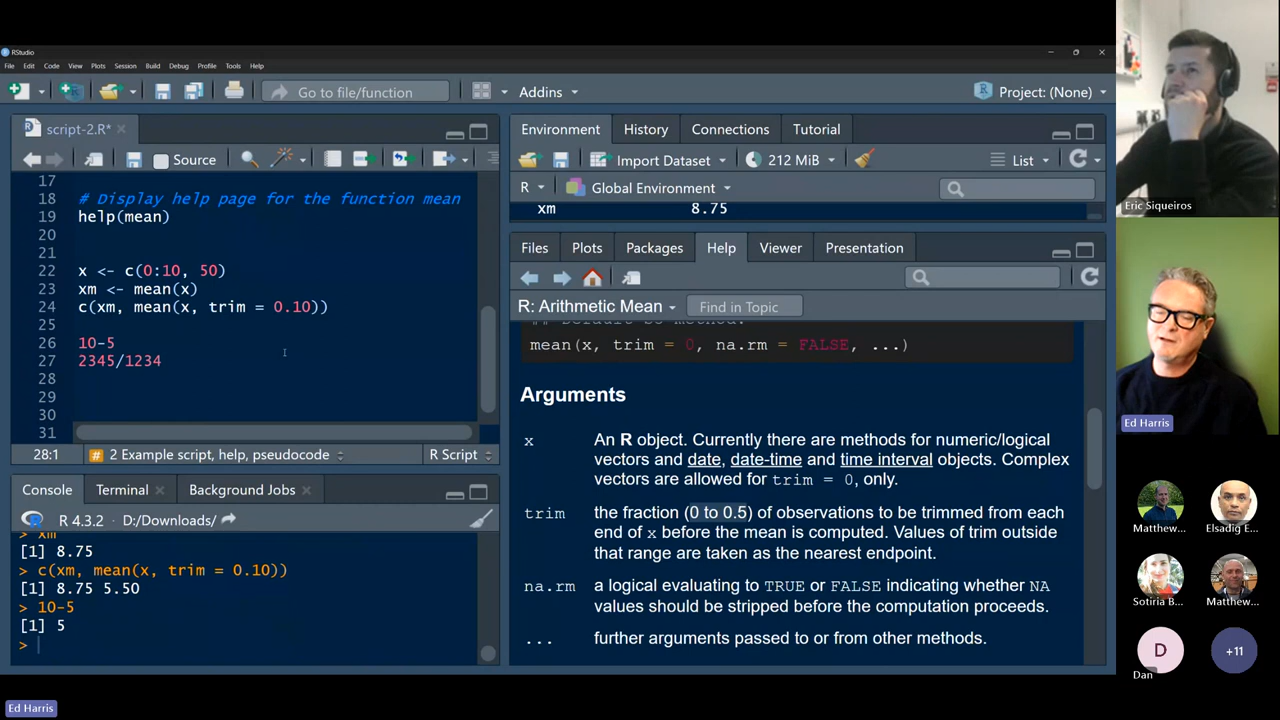 RStudio
File Edit Code View Plots Session Build Debug Profile Tools Help
Go to file/function
Addins
Project: (None)
script-2.R*
Source
17
18 # Display help page for the function mean
19 help(mean)
20
21
22 x <- c(0:10, 50)
23 xm <- mean(x)
24 c(xm, mean(x, trim = 0.10))
25
26 10-5
27 2345/1234
28
29
30
31
28:1 # 2 Example script, help, pseudocode R Script
Console Terminal Background Jobs
R 4.3.2 · D:/Downloads/
> xm
[1] 8.75
> c(xm, mean(x, trim = 0.10))
[1] 8.75 5.50
> 10-5
[1] 5
>
Environment History Connections Tutorial
Import Dataset 212 MiB List
R Global Environment
xm 8.75
Files Plots Packages Help Viewer Presentation
R: Arithmetic Mean Find in Topic
## Default S3 method:
mean(x, trim = 0, na.rm = FALSE, ...)
Arguments
x An R object. Currently there are methods for numeric/logical
vectors and date, date-time and time interval objects. Complex
vectors are allowed for trim = 0, only.
trim the fraction (0 to 0.5) of observations to be trimmed from each
end of x before the mean is computed. Values of trim outside
that range are taken as the nearest endpoint.
na.rm a logical evaluating to TRUE or FALSE indicating whether NA
values should be stripped before the computation proceeds.
... further arguments passed to or from other methods.
Eric Siqueiros
Ed Harris
Matthew... Elsadig E...
Sotiria B... Matthew...
D +11
Dan
Ed Harris